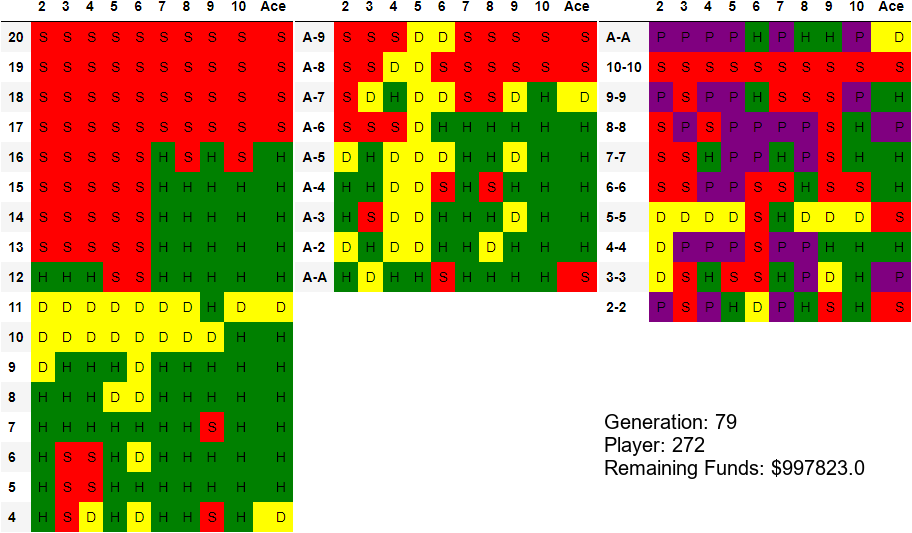 2 3 4 5 6 7 8 9 10 Ace
20 S S S S S S S S S S
19 S S S S S S S S S S
18 S S S S S S S S S S
17 S S S S S S S S S S
16 S S S S S H S H S H
15 S S S S S H H H H H
14 S S S S S H H H H H
13 S S S S S H H H H H
12 H H H S S H H H H H
11 D D D D D D D H D D
10 D D D D D D D D H H
9 D H H H D H H H H H
8 H H H D D H H H H H
7 H H H H H H H S H H
6 H S S H D H H H H H
5 H S S H H H H H H H
4 H S D H D H H S H D
2 3 4 5 6 7 8 9 10 Ace
A-9 S S S D D S S S S S
A-8 S S D D S S S S S S
A-7 S D H D D S S D H D
A-6 S S S D H H H H H H
A-5 D H D D D H H D H H
A-4 H H D D S H S H H H
A-3 H S D D H H H D H H
A-2 D H D D H H D H H H
A-A H D H H S H H H H S
2 3 4 5 6 7 8 9 10 Ace
A-A P P P P H P H H P D
10-10 S S S S S S S S S S
9-9 P S P P H S S S P H
8-8 S P S P P P P S H P
7-7 S S H P P H P S H H
6-6 S S P P S S H S S H
5-5 D D D D S H D D D S
4-4 D P P P S P P H H H
3-3 D S H S S H P D H P
2-2 P S P H D P H S H S
Generation: 79
Player: 272
Remaining Funds: $997823.0